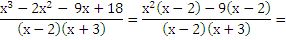 (x³ − 2x² − 9x + 18)/((x − 2)(x + 3)) = (x²(x − 2) − 9(x − 2))/((x − 2)(x + 3)) =